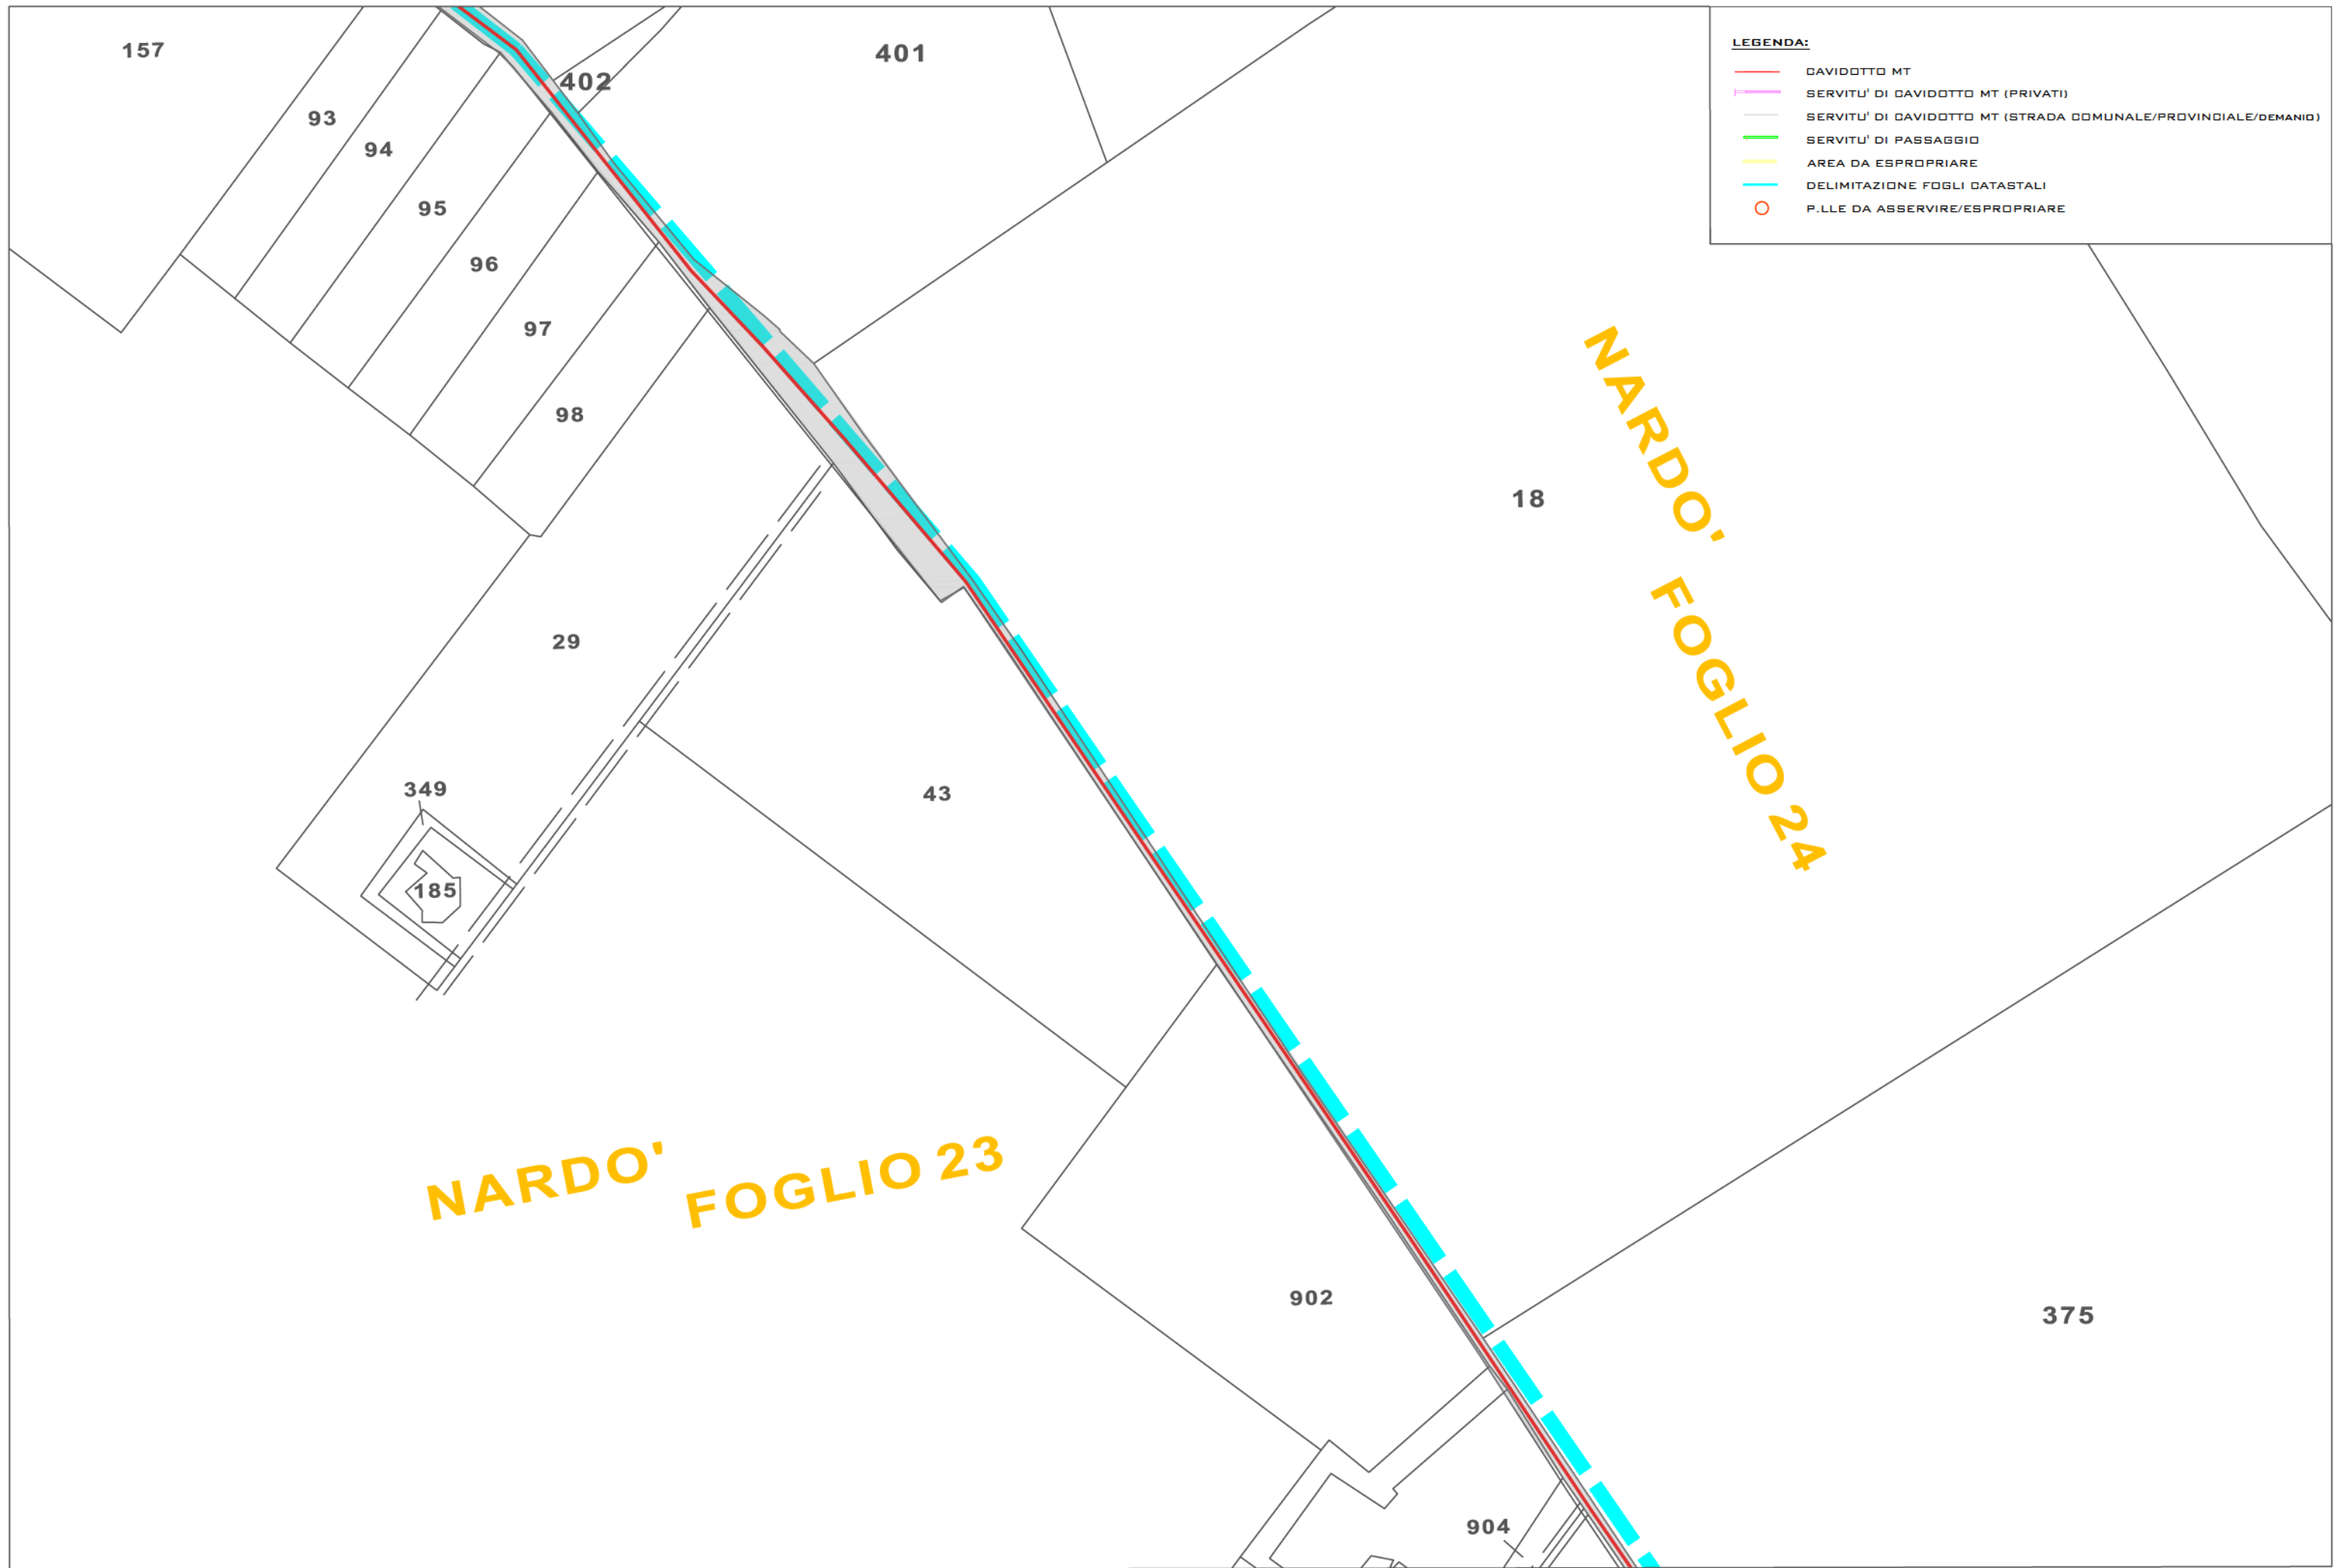 157
402
401
93
94
95
96
97
98
LEGENDA:
CAVIDOTTO MT
SERVITU' DI CAVIDOTTO MT (PRIVATI)
SERVITU' DI CAVIDOTTO MT (STRADA COMUNALE/PROVINCIALE/DEMANIO)
SERVITU' DI PASSAGGIO
AREA DA ESPROPRIARE
DELIMITAZIONE FOGLI CATASTALI
P.LLE DA ASSERVIRE/ESPROPRIARE
18
NARDO' FOGLIO 24
29
349
185
43
NARDO' FOGLIO 23
902
375
904